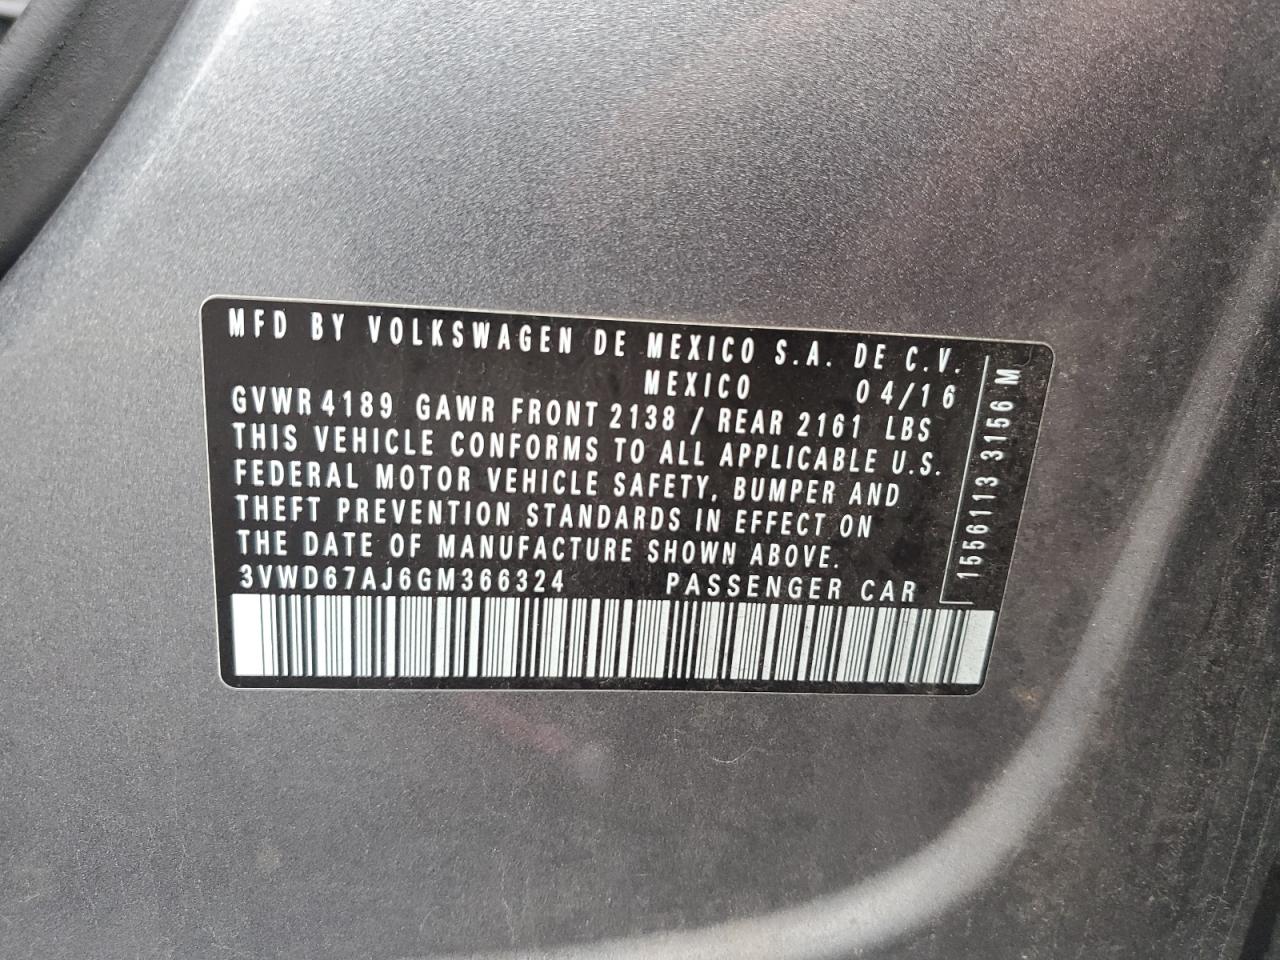 MFD BY VOLKSWAGEN DE MEXICO S.A. DE C.V.
MEXICO 04/16
GVWR 4189 GAWR FRONT 2138 / REAR 2161 LBS
THIS VEHICLE CONFORMS TO ALL APPLICABLE U.S.
FEDERAL MOTOR VEHICLE SAFETY, BUMPER AND
THEFT PREVENTION STANDARDS IN EFFECT ON
THE DATE OF MANUFACTURE SHOWN ABOVE.
3VWD67AJ6GM366324 PASSENGER CAR
1556113 3156 M